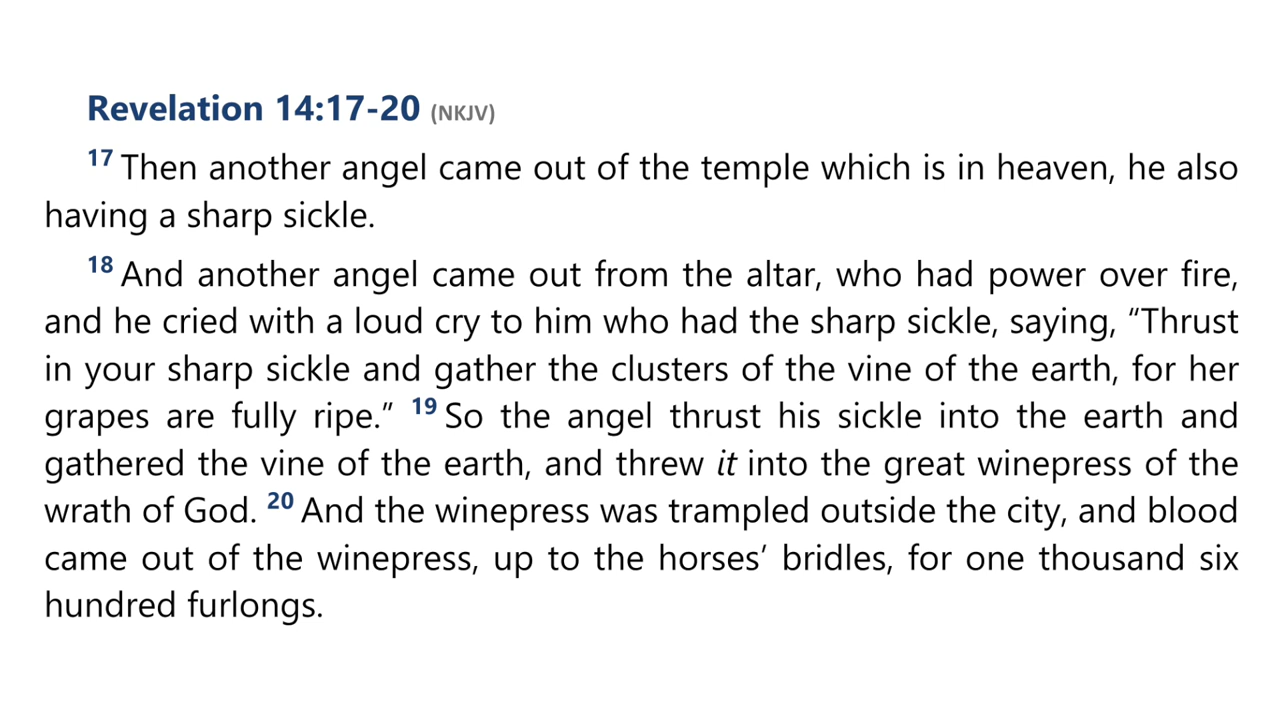 Revelation 14:17-20 (NKJV)
17 Then another angel came out of the temple which is in heaven, he also
having a sharp sickle.
18 And another angel came out from the altar, who had power over fire,
and he cried with a loud cry to him who had the sharp sickle, saying, “Thrust
in your sharp sickle and gather the clusters of the vine of the earth, for her
grapes are fully ripe.” 19 So the angel thrust his sickle into the earth and
gathered the vine of the earth, and threw it into the great winepress of the
wrath of God. 20 And the winepress was trampled outside the city, and blood
came out of the winepress, up to the horses’ bridles, for one thousand six
hundred furlongs.